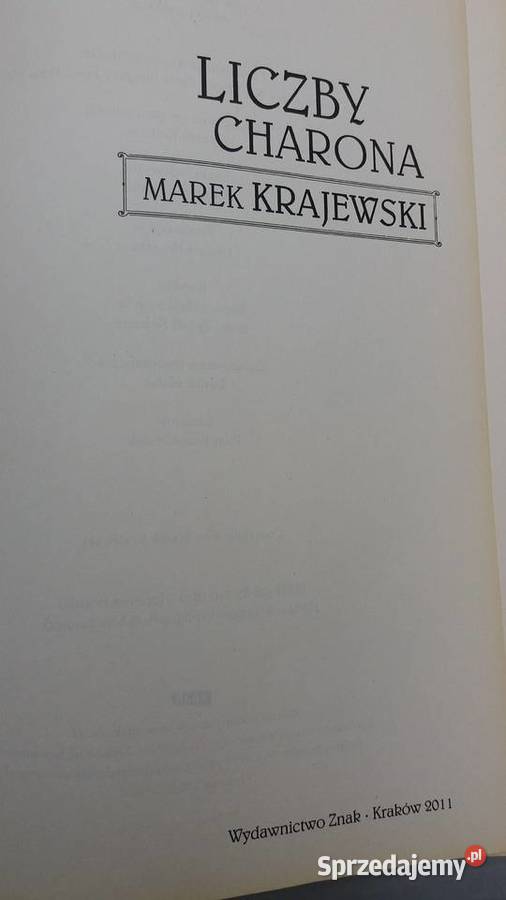 LICZBY
CHARONA
MAREK KRAJEWSKI
Wydawnictwo Znak · Kraków 2011
Sprzedajemy.pl